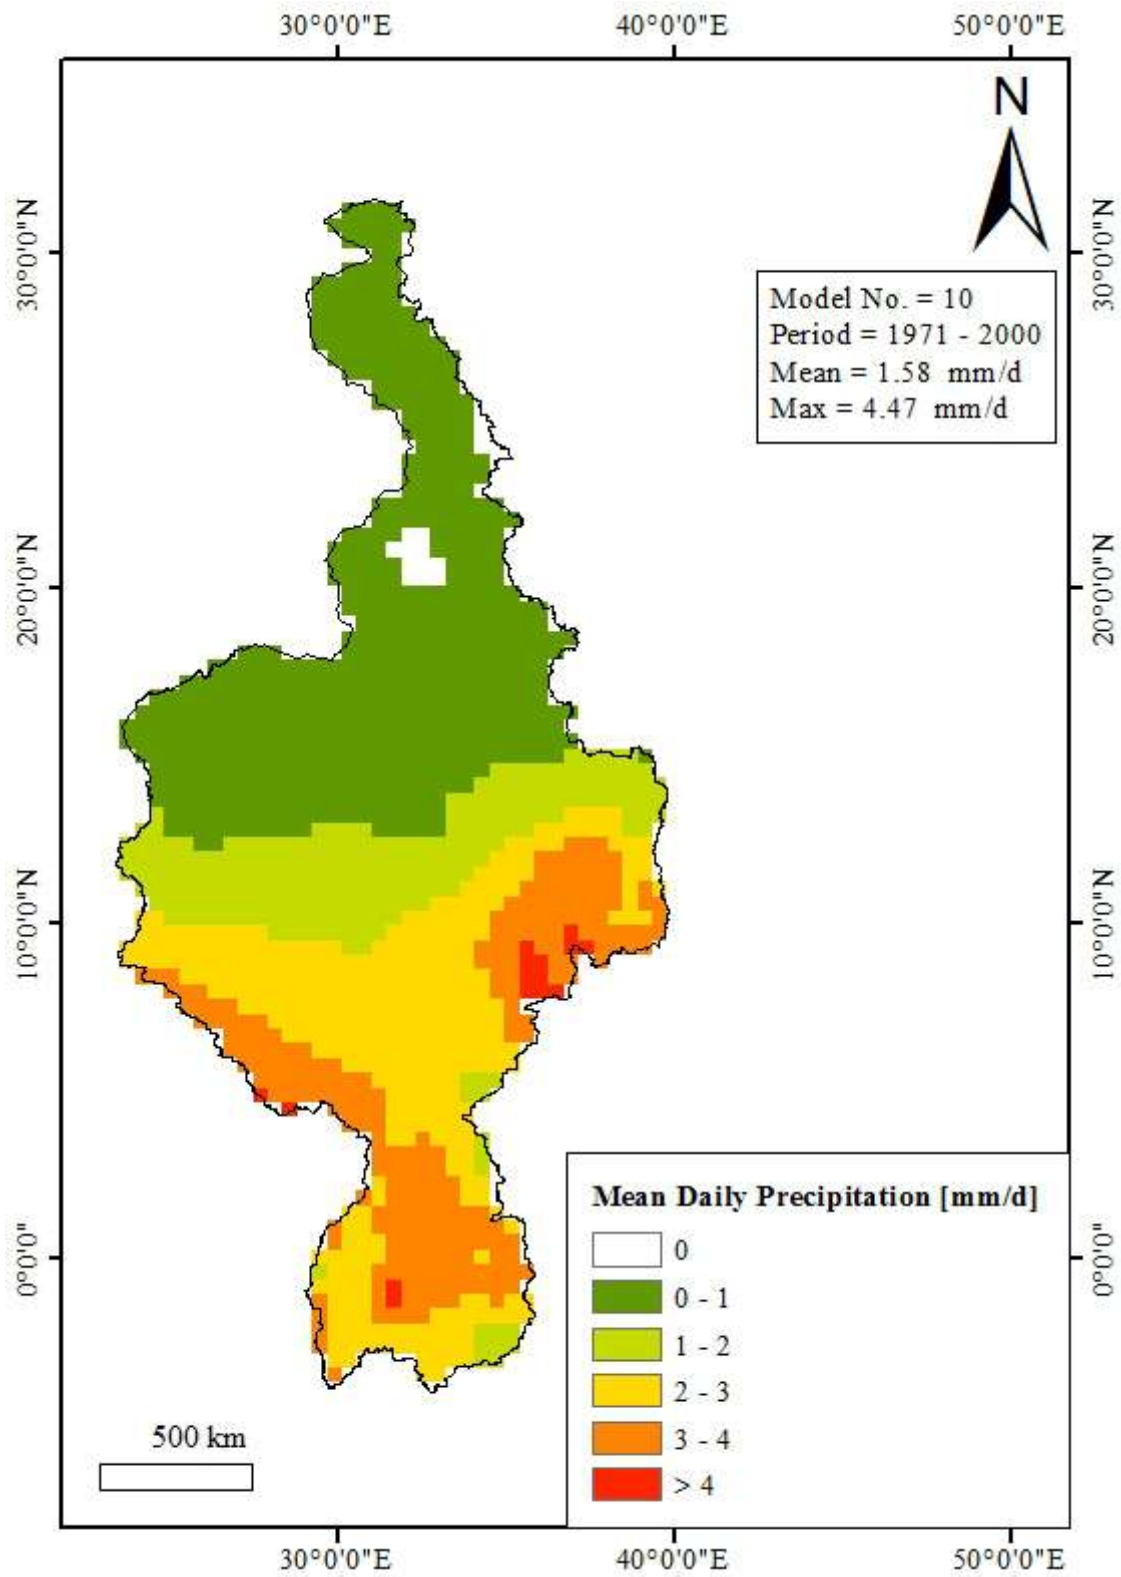 30°0'0"E 40°0'0"E 50°0'0"E
N
30°0'0"N
30°0'0"N
Model No. = 10
Period = 1971 - 2000
Mean = 1.58 mm/d
Max = 4.47 mm/d
20°0'0"N
20°0'0"N
10°0'0"N
10°0'0"N
0°0'0"
0°0'0"
Mean Daily Precipitation [mm/d]
0
0 - 1
1 - 2
2 - 3
3 - 4
> 4
500 km
30°0'0"E 40°0'0"E 50°0'0"E